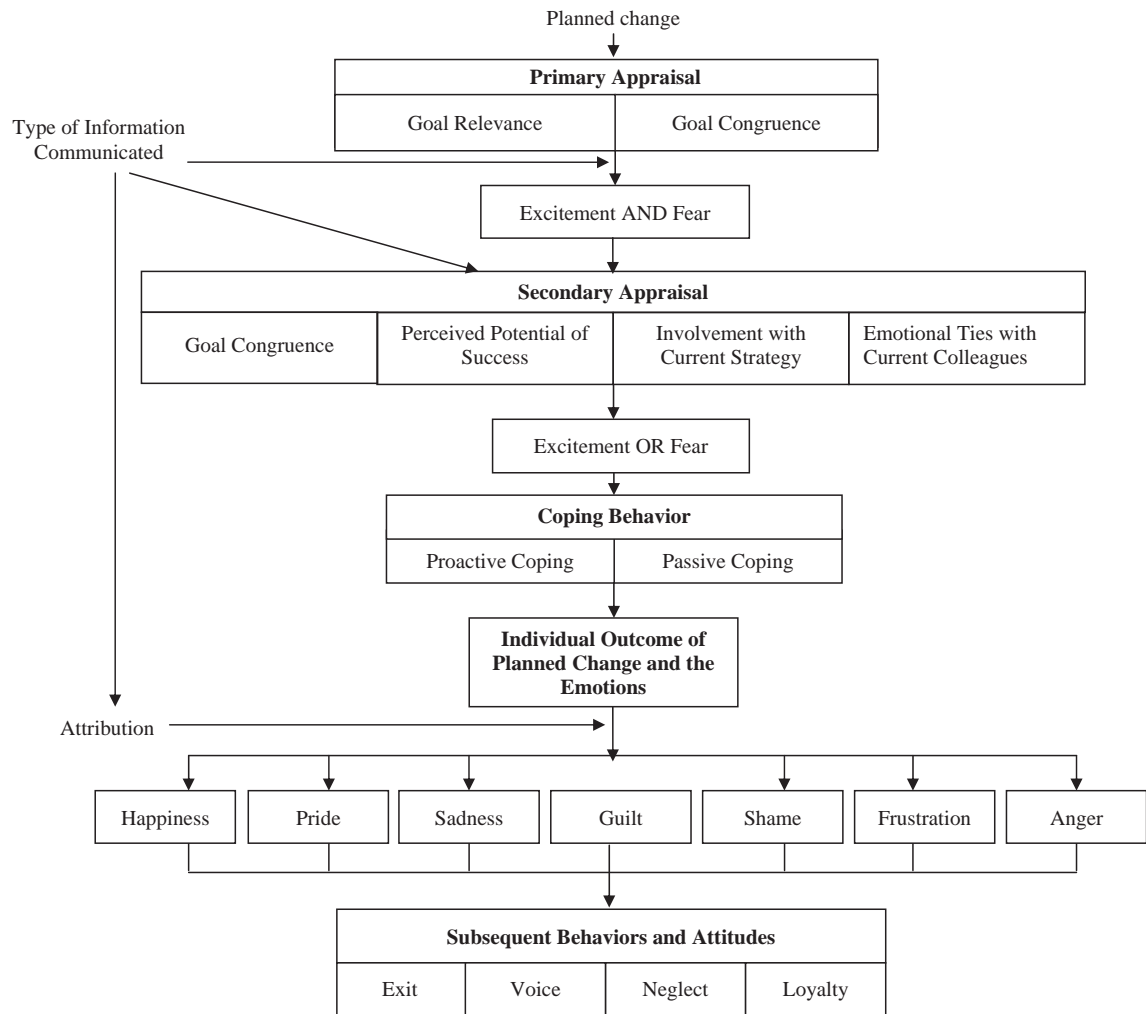 Planned change
Primary Appraisal
Goal Relevance
Goal Congruence
Type of Information
Communicated
Excitement AND Fear
Secondary Appraisal
Goal Congruence
Perceived Potential of
Success
Involvement with
Current Strategy
Emotional Ties with
Current Colleagues
Excitement OR Fear
Coping Behavior
Proactive Coping
Passive Coping
Individual Outcome of
Planned Change and the
Emotions
Attribution
Happiness
Pride
Sadness
Guilt
Shame
Frustration
Anger
Subsequent Behaviors and Attitudes
Exit
Voice
Neglect
Loyalty